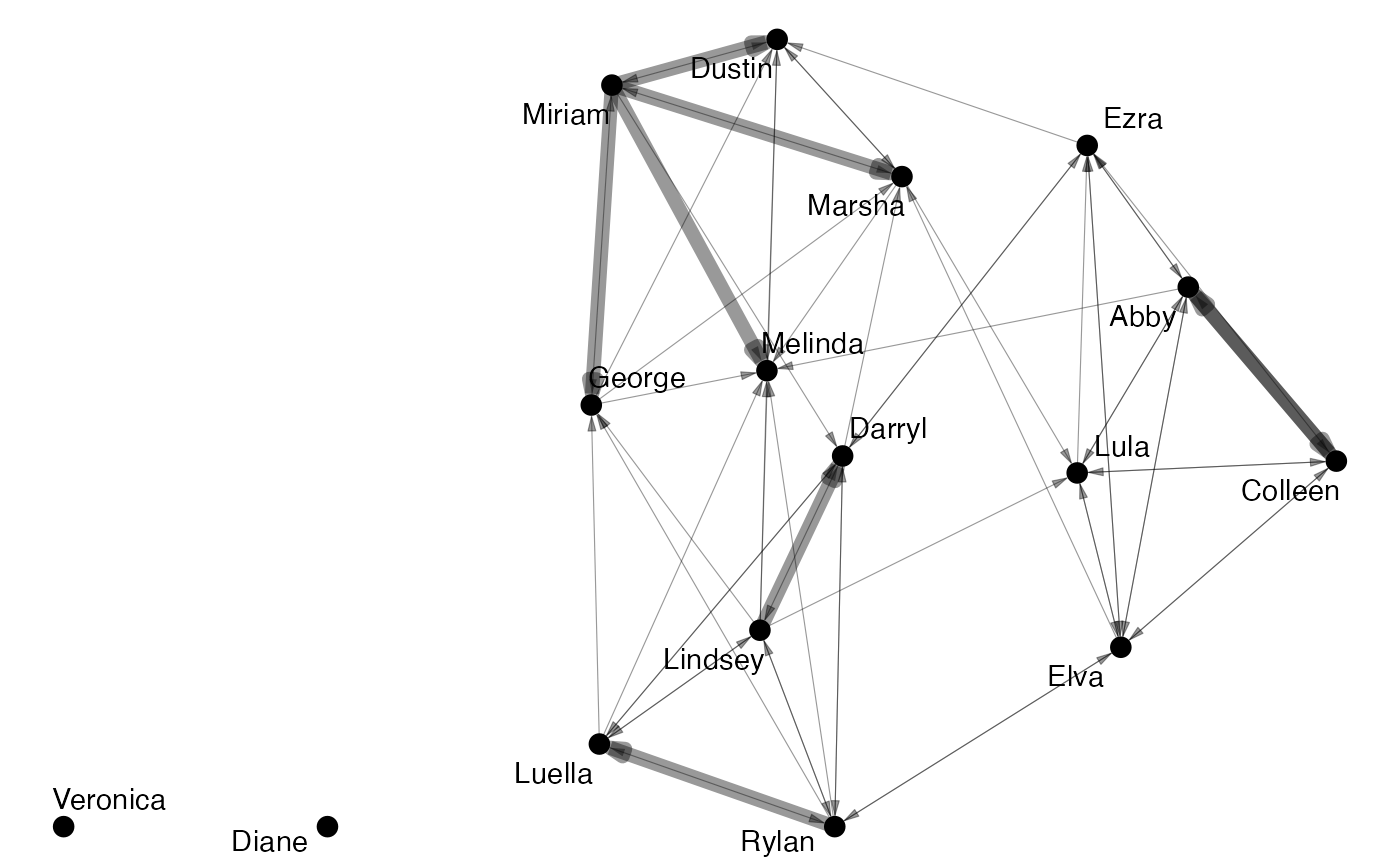 Dustin
Miriam
Ezra
Marsha
Abby
Melinda
George
Darryl
Lula
Colleen
Lindsey
Elva
Luella
Veronica
Diane
Rylan